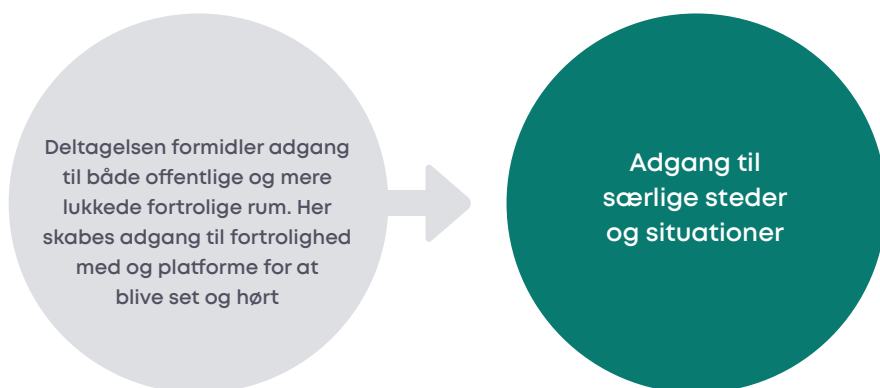 Deltagelsen formidler adgang
til både offentlige og mere
lukkede fortrolige rum. Her
skabes adgang til fortrolighed
med og platforme for at
blive set og hørt
Adgang til
særlige steder
og situationer